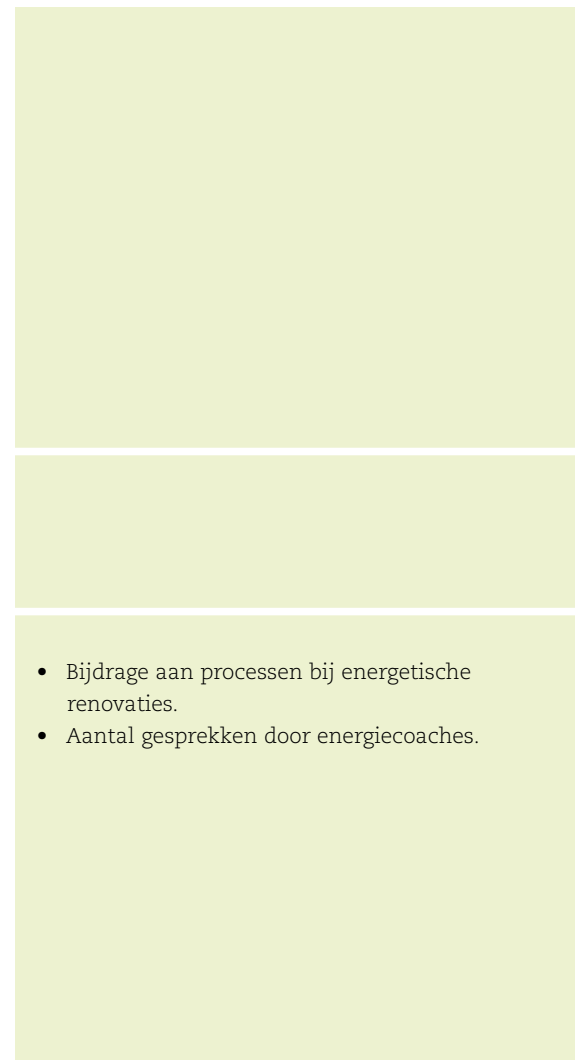 • Bijdrage aan processen bij energetische
renovaties.
• Aantal gesprekken door energiecoaches.